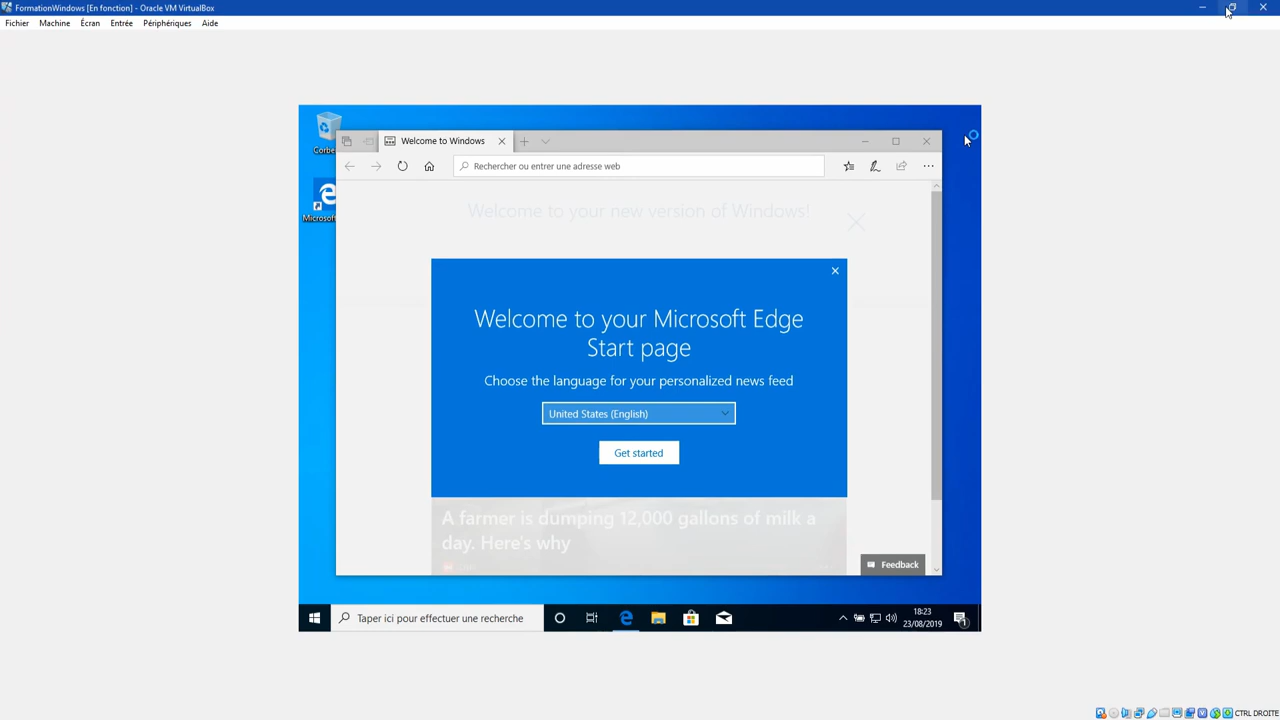 FormationWindows [En fonction] - Oracle VM VirtualBox
Fichier Machine Écran Entrée Périphériques Aide
Corbe
Welcome to Windows
Rechercher ou entrer une adresse web
Microsoft
Welcome to your new version of Windows!
Welcome to your Microsoft Edge
Start page
Choose the language for your personalized news feed
United States (English)
Get started
A farmer is dumping 12,000 gallons of milk a
day. Here's why
Feedback
Taper ici pour effectuer une recherche
18:23
23/08/2019
1
CTRL DROITE